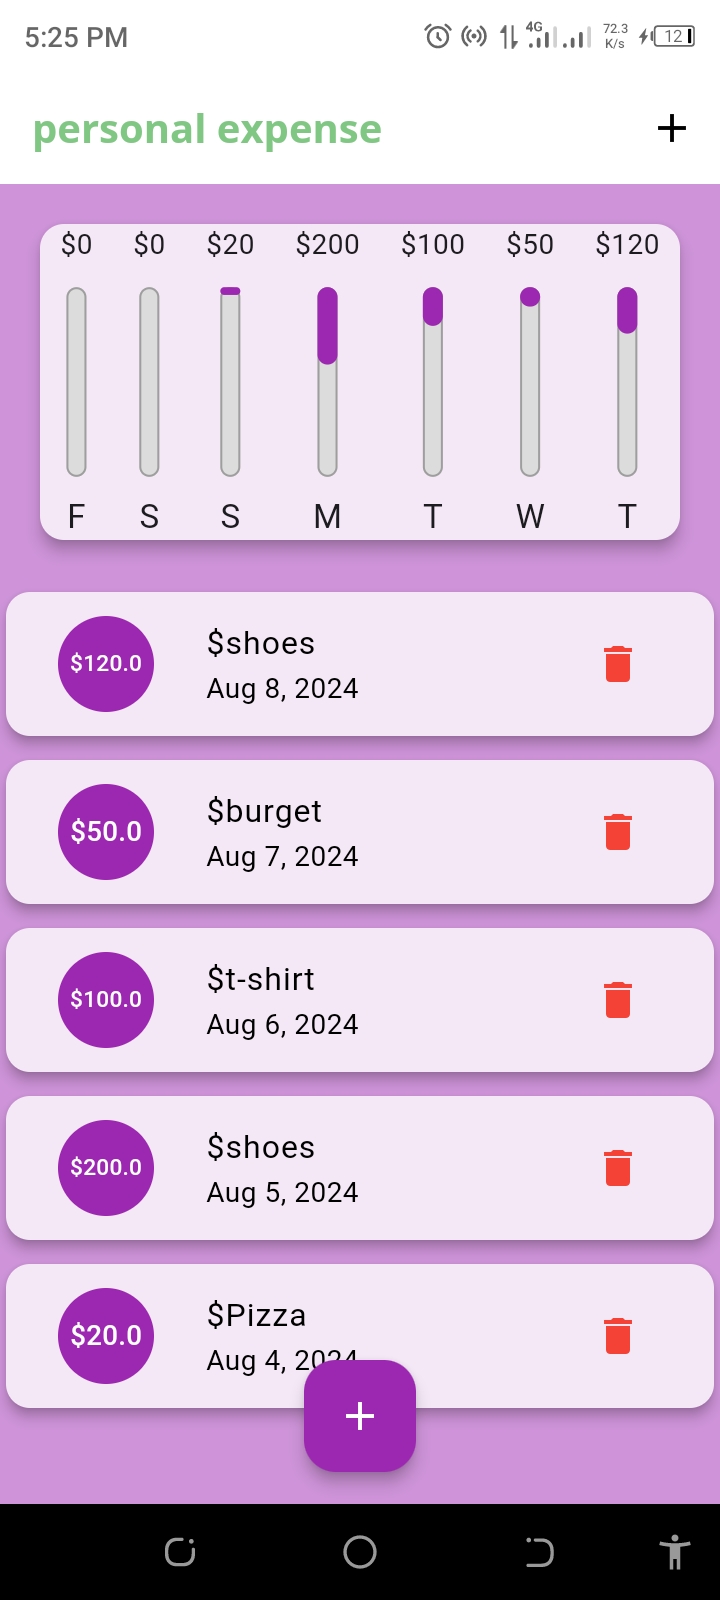 5:25 PM 4G 72.3 K/s 12
personal expense
$0 $0 $20 $200 $100 $50 $120
F S S M T W T
$120.0
$shoes
Aug 8, 2024
$50.0
$burget
Aug 7, 2024
$100.0
$t-shirt
Aug 6, 2024
$200.0
$shoes
Aug 5, 2024
$20.0
$Pizza
Aug 4, 2024